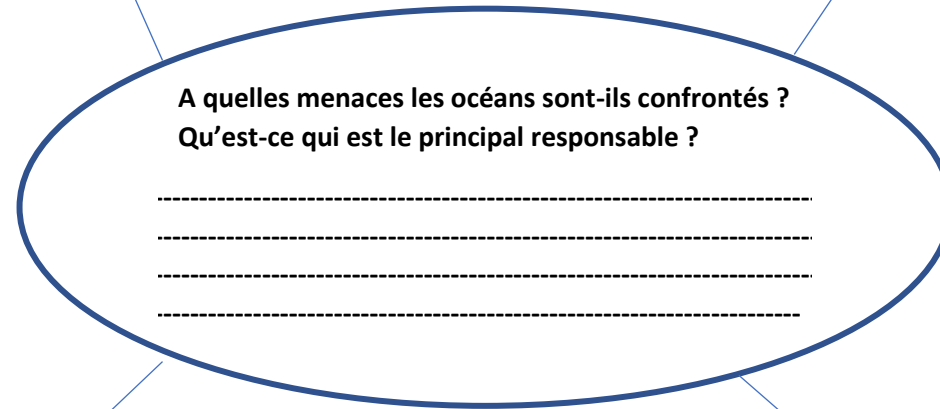 A quelles menaces les océans sont-ils confrontés ?
Qu’est-ce qui est le principal responsable ?